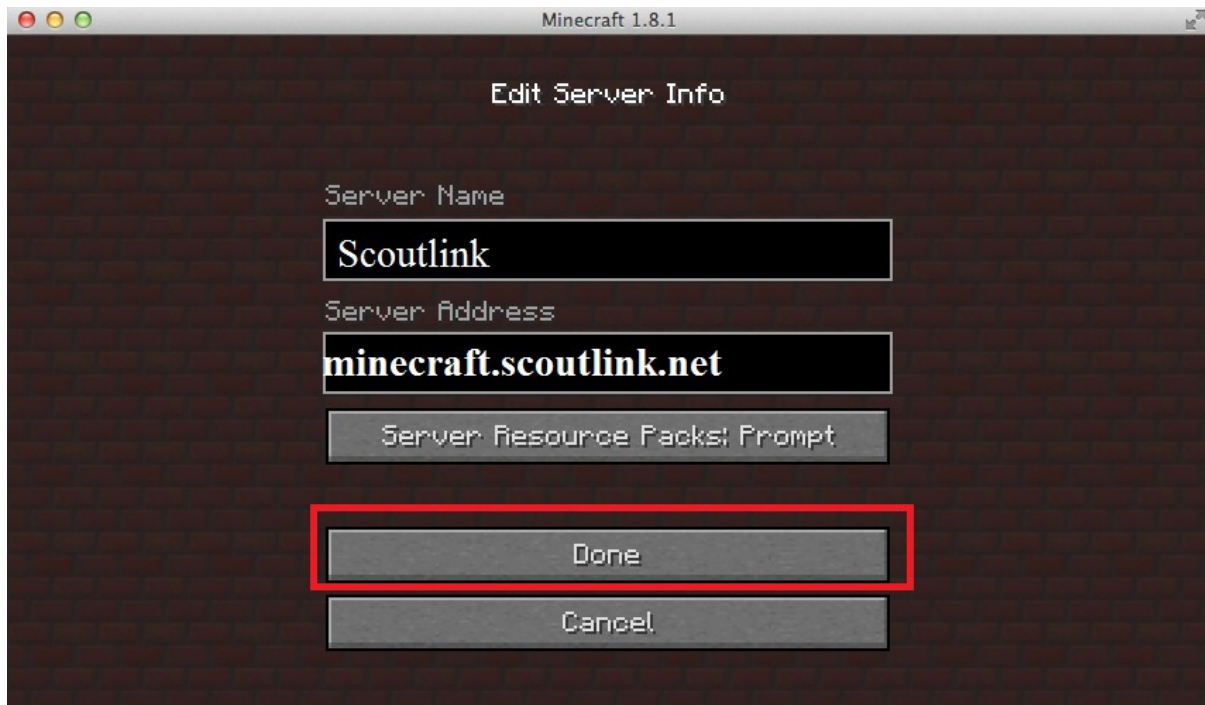 Minecraft 1.8.1
Edit Server Info
Server Name
Scoutlink
Server Address
minecraft.scoutlink.net
Server Resource Packs: Prompt
Done
Cancel